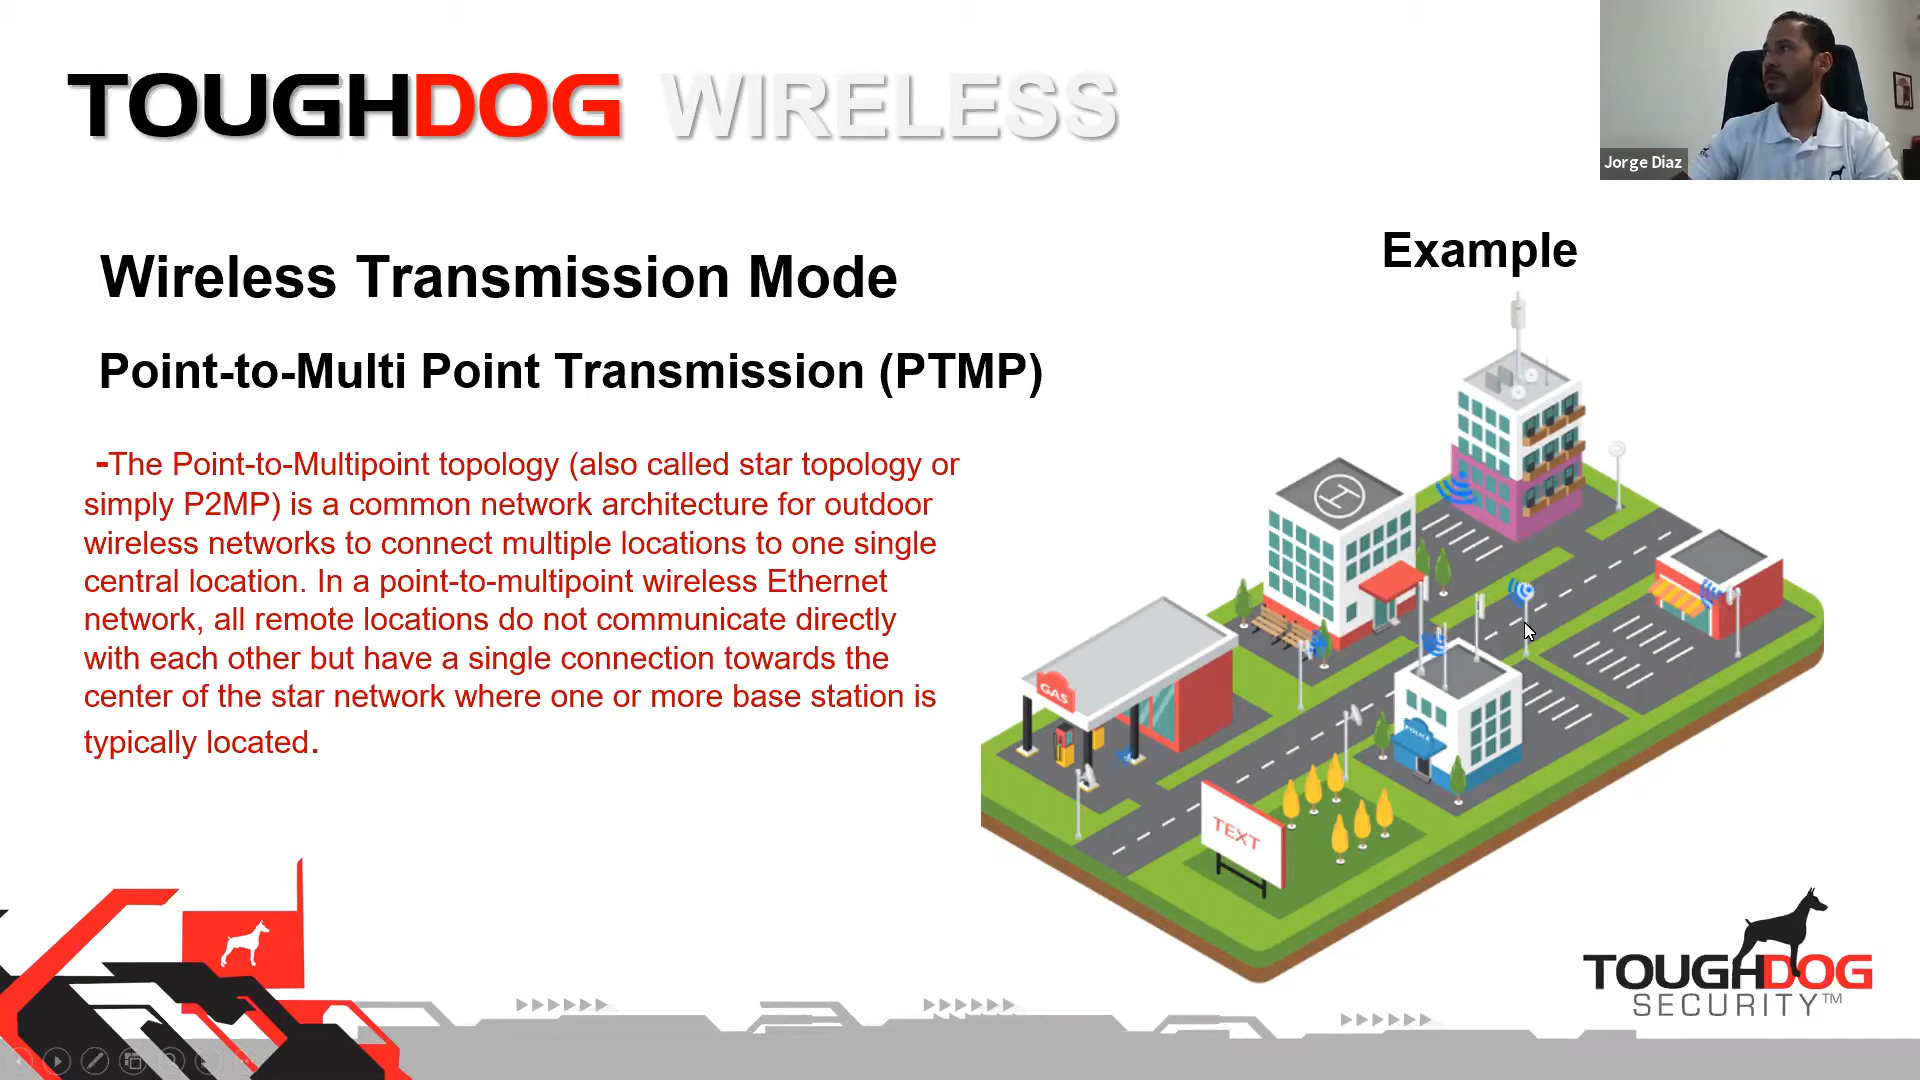 TOUGHDOG WIRELESS
Jorge Diaz
Wireless Transmission Mode
Example
Point-to-Multi Point Transmission (PTMP)
-The Point-to-Multipoint topology (also called star topology or
simply P2MP) is a common network architecture for outdoor
wireless networks to connect multiple locations to one single
central location. In a point-to-multipoint wireless Ethernet
network, all remote locations do not communicate directly
with each other but have a single connection towards the
center of the star network where one or more base station is
typically located.
GAS
POLICE
TEXT
TOUGHDOG
SECURITY™